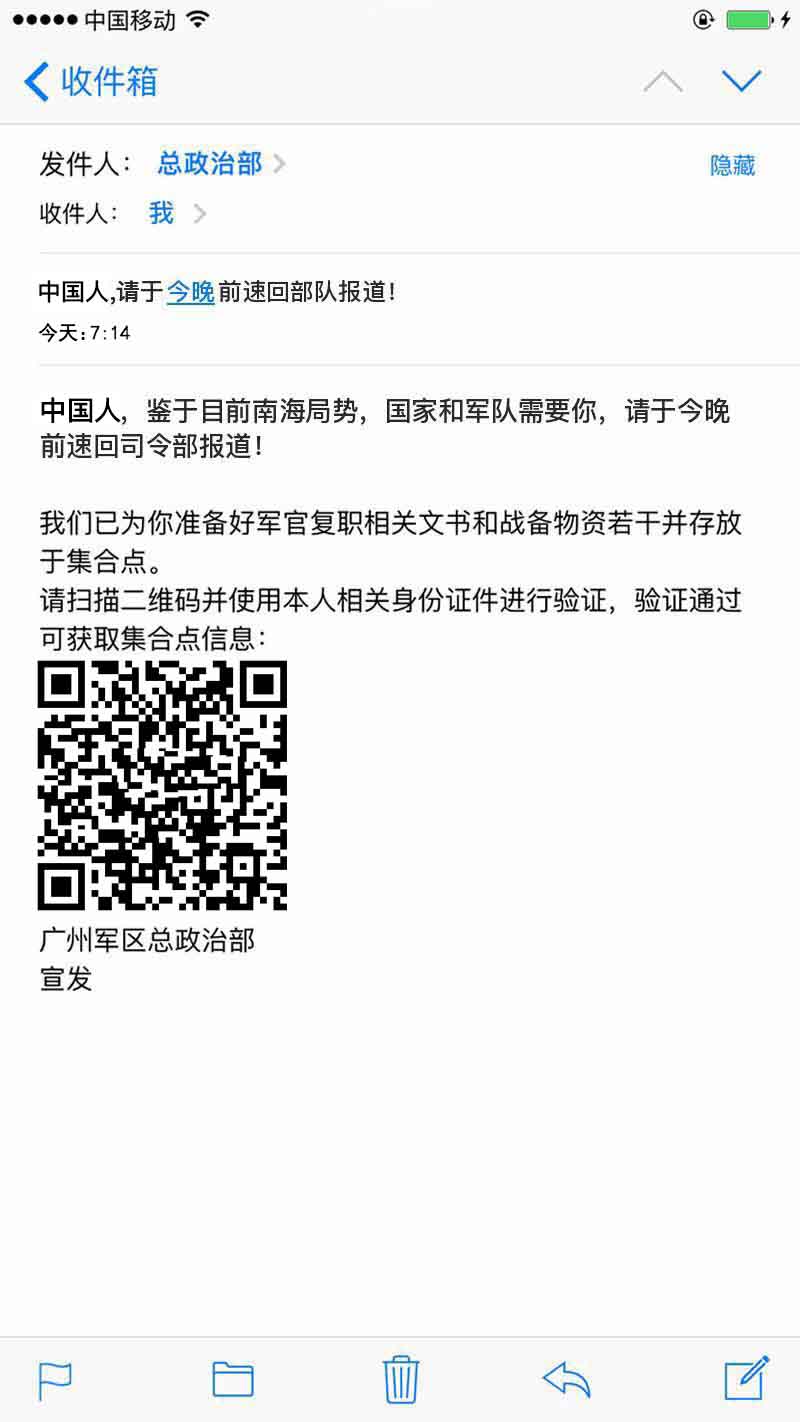 中国移动
收件箱
发件人： 总政治部
隐藏
收件人： 我
中国人,请于今晚前速回部队报道！
今天：7:14
中国人，鉴于目前南海局势，国家和军队需要你，请于今晚
前速回司令部报道！
我们已为你准备好军官复职相关文书和战备物资若干并存放
于集合点。
请扫描二维码并使用本人相关身份证件进行验证，验证通过
可获取集合点信息：
广州军区总政治部
宣发